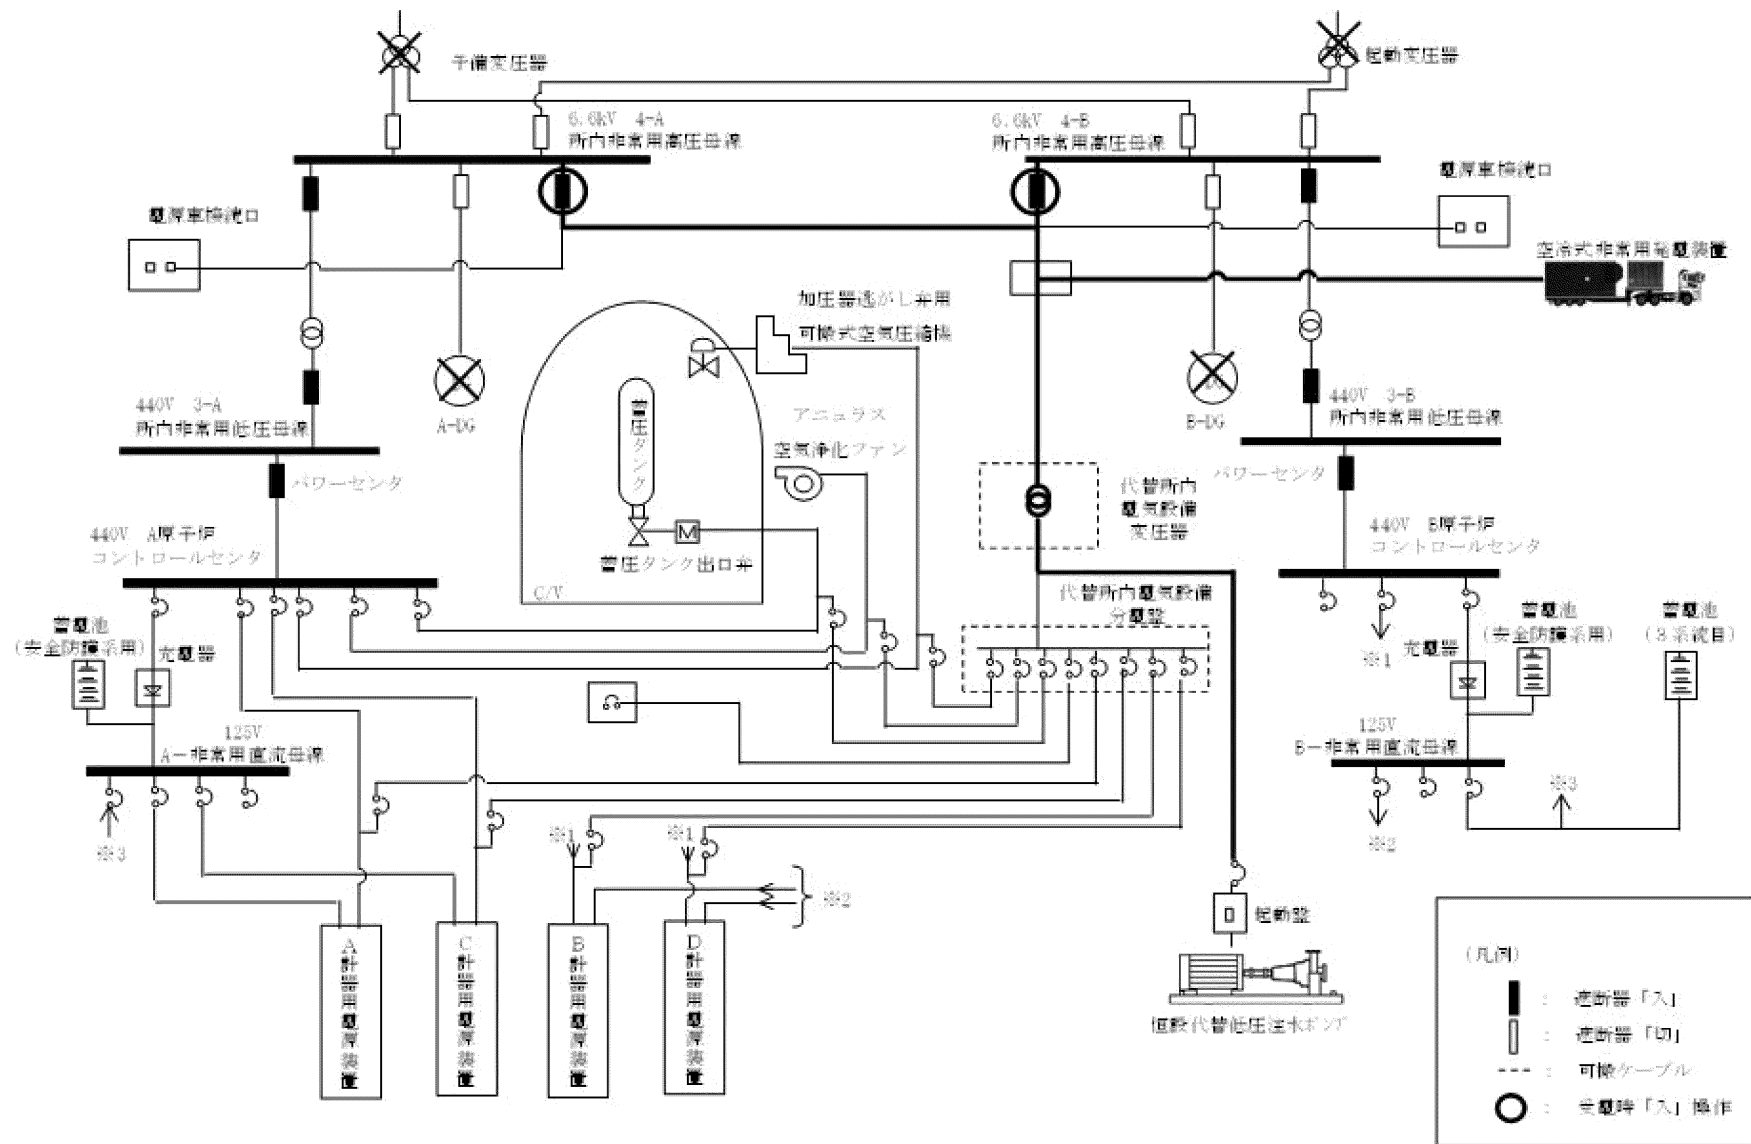 予備変圧器
起動変圧器
6.6kV 4-A
所内非常用高圧母線
6.6kV 4-B
所内非常用高圧母線
電源車接続口
電源車接続口
空冷式非常用発電装置
加圧器逃がし弁用
可搬式空気圧縮機
蓄圧タンク
A-DG
B-DG
440V 3-A
所内非常用低圧母線
440V 3-B
所内非常用低圧母線
アニュラス
空気浄化ファン
パワーセンタ
パワーセンタ
代替所内
電気設備
変圧器
440V A原子炉
コントロールセンタ
440V B原子炉
コントロールセンタ
M
蓄圧タンク出口弁
C/V
代替所内電気設備
分電盤
蓄電池
(安全防護系用)
充電器
※1
充電器
蓄電池
(安全防護系用)
蓄電池
(3系統目)
125V
A－非常用直流母線
125V
B－非常用直流母線
※3
※3
※2
※1
※1
※2
A計器用電源装置
C計器用電源装置
B計器用電源装置
D計器用電源装置
起動盤
恒設代替低圧注水ポンプ
(凡例)
： 遮断器「入」
： 遮断器「切」
： 可搬ケーブル
： 受電時「入」操作